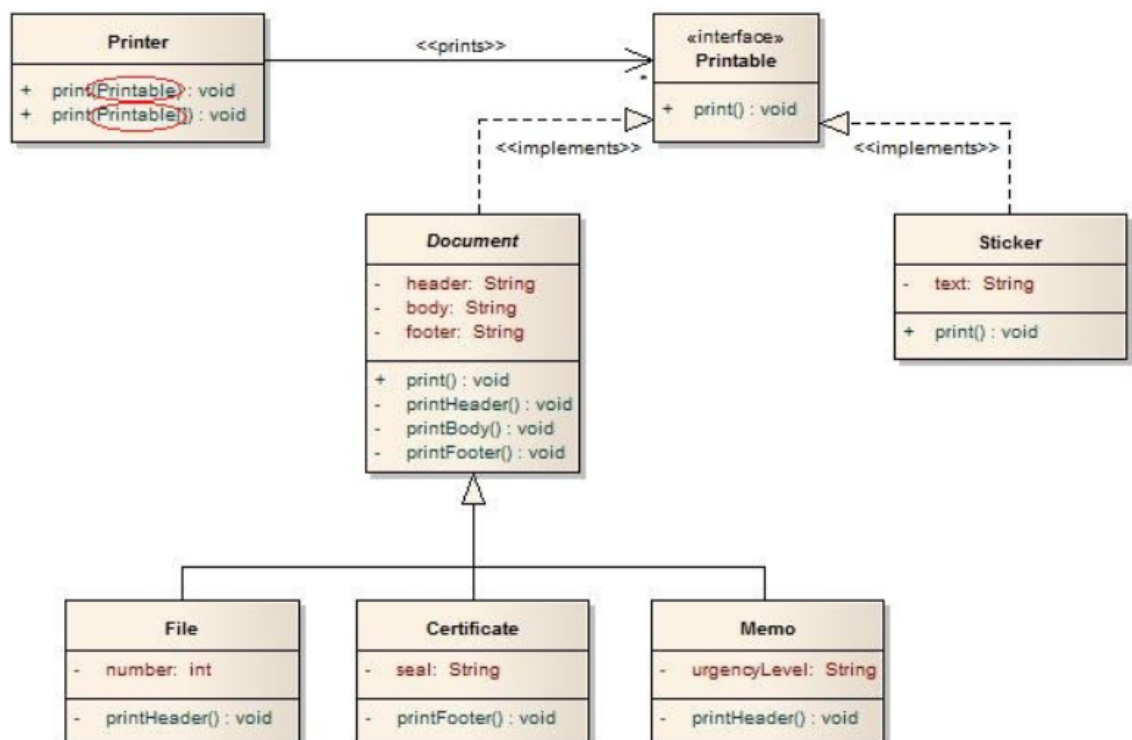 Printer
+ print(Printable) : void
+ print(Printable[]) : void
<<prints>>
*
«interface»
Printable
+ print() : void
<<implements>>
<<implements>>
Document
- header: String
- body: String
- footer: String
+ print() : void
- printHeader() : void
- printBody() : void
- printFooter() : void
Sticker
- text: String
+ print() : void
File
- number: int
- printHeader() : void
Certificate
- seal: String
- printFooter() : void
Memo
- urgencyLevel: String
- printHeader() : void